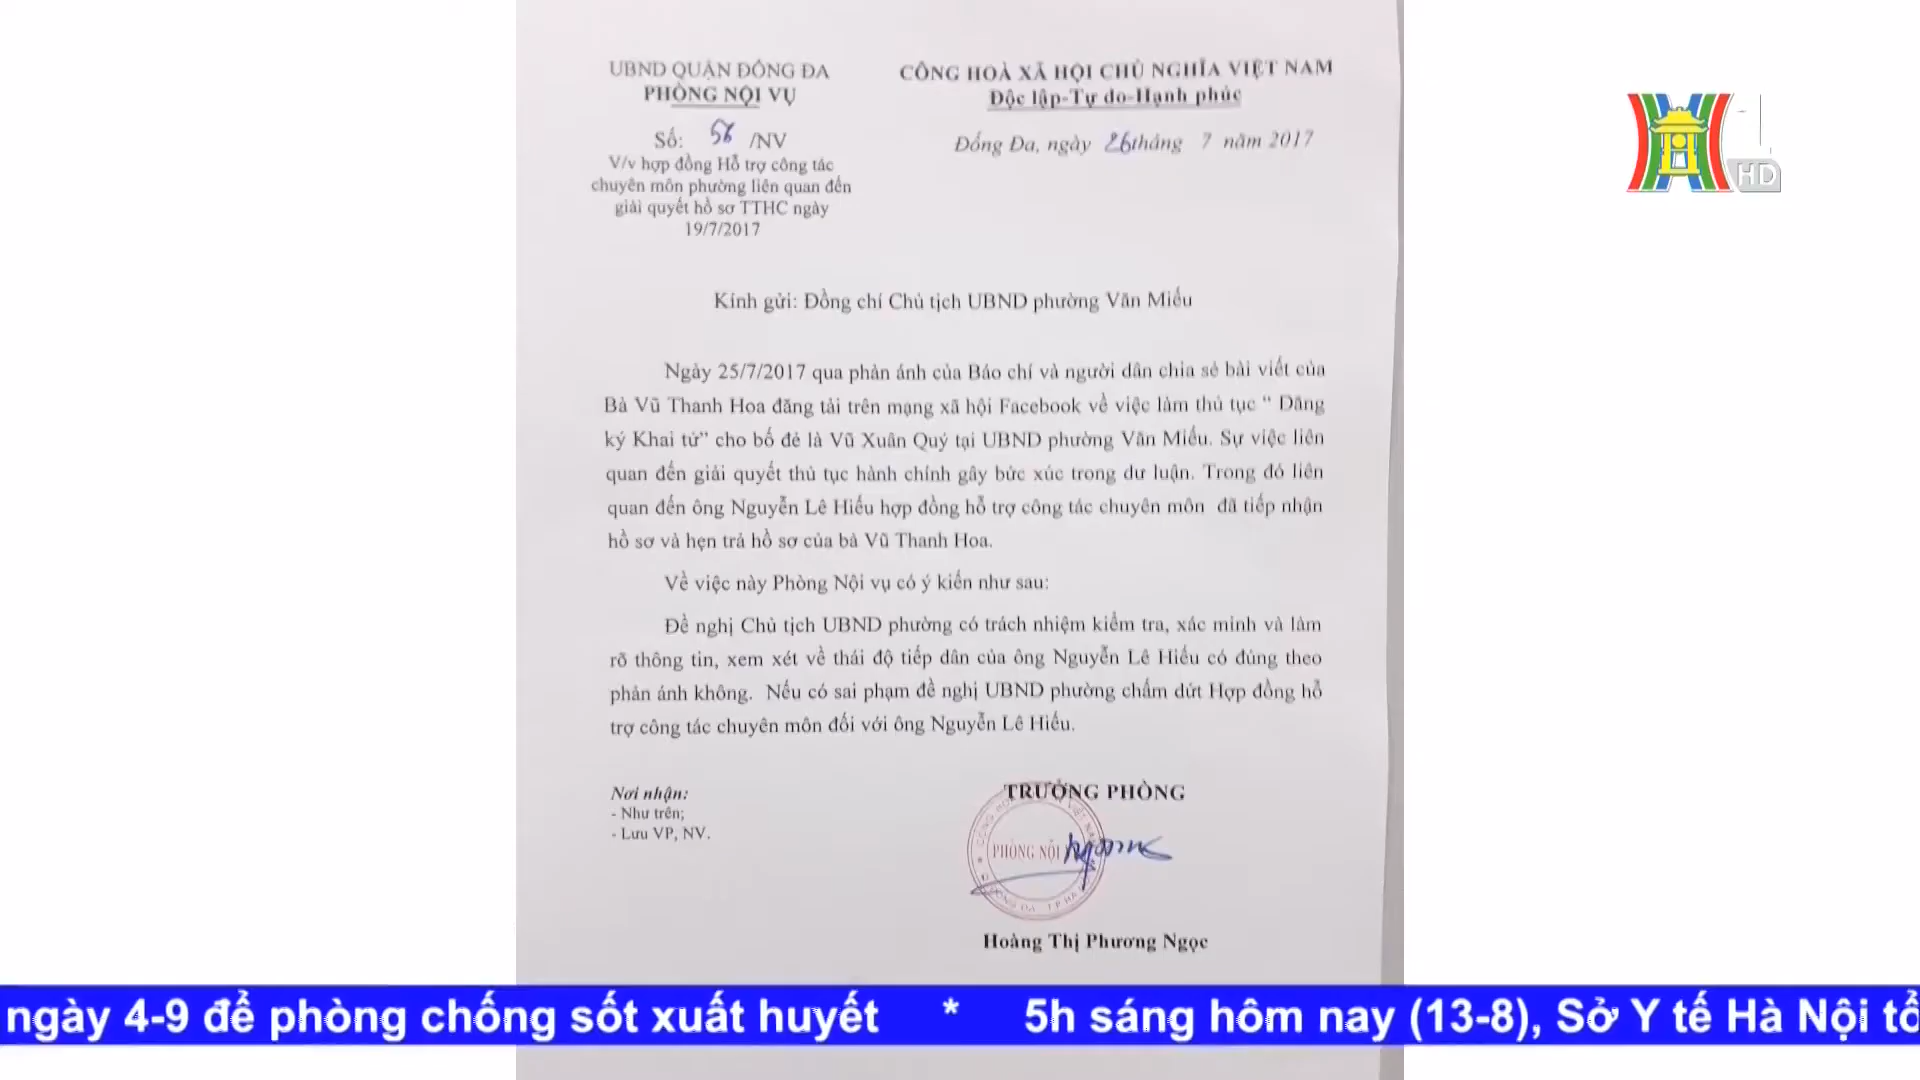 UBND QUẬN ĐỐNG ĐA
PHÒNG NỘI VỤ
Số: 58 /NV
V/v hợp đồng Hỗ trợ công tác
chuyên môn phường liên quan đến
giải quyết hồ sơ TTHC ngày
19/7/2017
CỘNG HOÀ XÃ HỘI CHỦ NGHĨA VIỆT NAM
Độc lập-Tự do-Hạnh phúc
Đống Đa, ngày 26 tháng 7 năm 2017
Kính gửi: Đồng chí Chủ tịch UBND phường Văn Miếu
Ngày 25/7/2017 qua phản ánh của Báo chí và người dân chia sẻ bài viết của
Bà Vũ Thanh Hoa đăng tải trên mạng xã hội Facebook về việc làm thủ tục “ Đăng
ký Khai tử” cho bố đẻ là Vũ Xuân Quý tại UBND phường Văn Miếu. Sự việc liên
quan đến giải quyết thủ tục hành chính gây bức xúc trong dư luận. Trong đó liên
quan đến ông Nguyễn Lê Hiếu hợp đồng hỗ trợ công tác chuyên môn đã tiếp nhận
hồ sơ và hẹn trả hồ sơ của bà Vũ Thanh Hoa.
Về việc này Phòng Nội vụ có ý kiến như sau:
Đề nghị Chủ tịch UBND phường có trách nhiệm kiểm tra, xác minh và làm
rõ thông tin, xem xét về thái độ tiếp dân của ông Nguyễn Lê Hiếu có đúng theo
phản ánh không. Nếu có sai phạm đề nghị UBND phường chấm dứt Hợp đồng hỗ
trợ công tác chuyên môn đối với ông Nguyễn Lê Hiếu.
Nơi nhận:
- Như trên;
- Lưu VP, NV.
TRƯỞNG PHÒNG
PHÒNG NỘI
Hoàng Thị Phương Ngọc
HD
ngày 4-9 để phòng chống sốt xuất huyết * 5h sáng hôm nay (13-8), Sở Y tế Hà Nội tổ